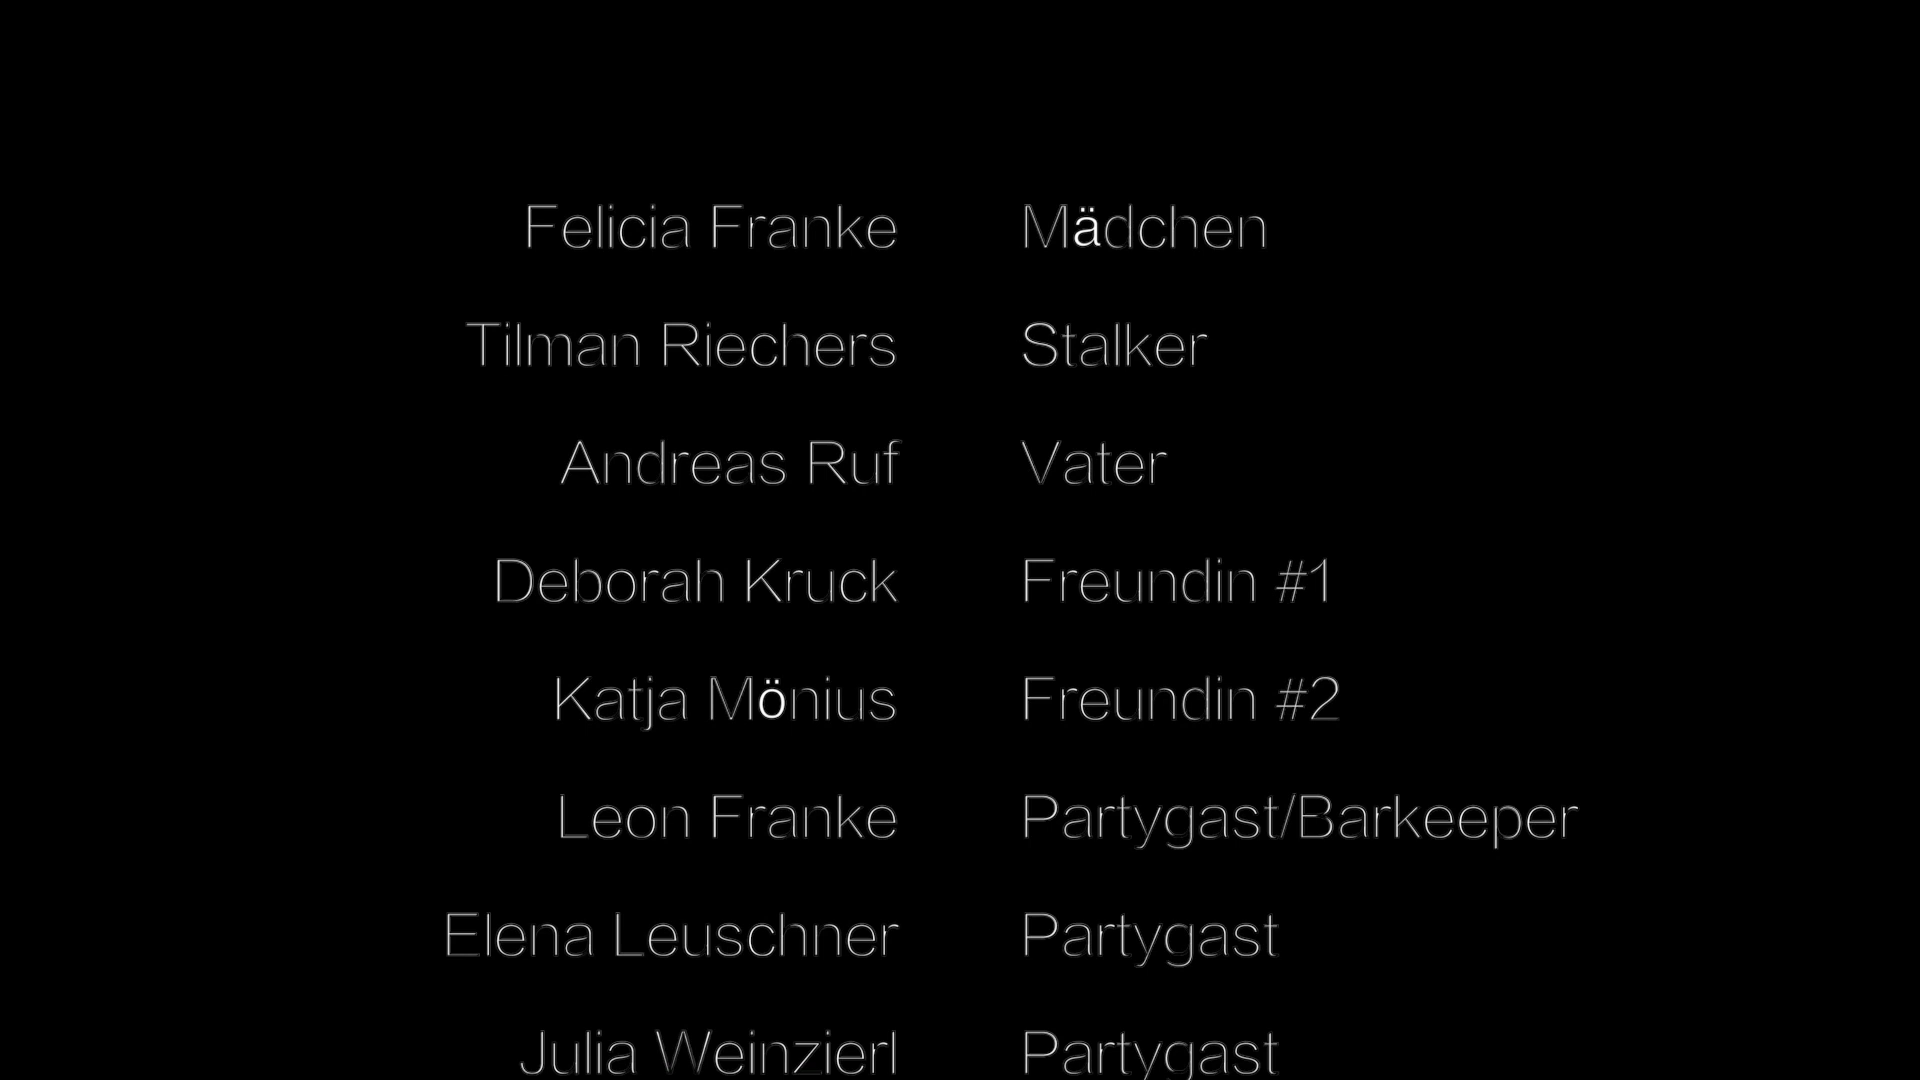 Felicia Franke Mädchen
Tilman Riechers Stalker
Andreas Ruf Vater
Deborah Kruck Freundin #1
Katja Mönius Freundin #2
Leon Franke Partygast/Barkeeper
Elena Leuschner Partygast
Julia Weinzierl Partygast